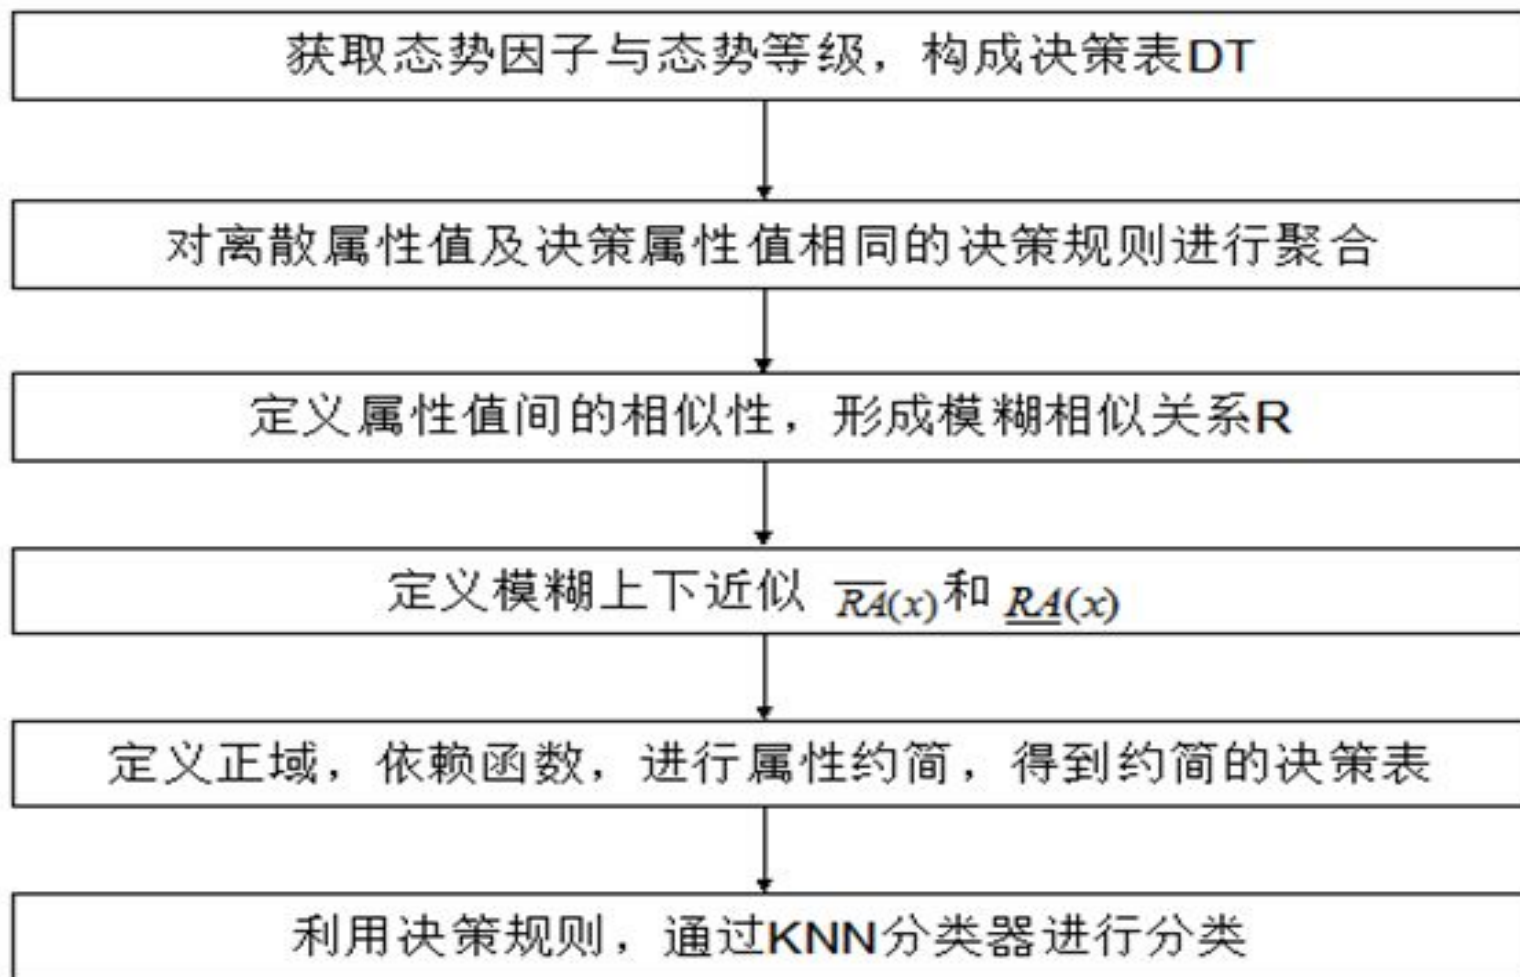 获取态势因子与态势等级，构成决策表DT
对离散属性值及决策属性值相同的决策规则进行聚合
定义属性值间的相似性，形成模糊相似关系R
定义模糊上下近似 $\overline{RA}(x)$和 $\underline{RA}(x)$
定义正域，依赖函数，进行属性约简，得到约简的决策表
利用决策规则，通过KNN分类器进行分类